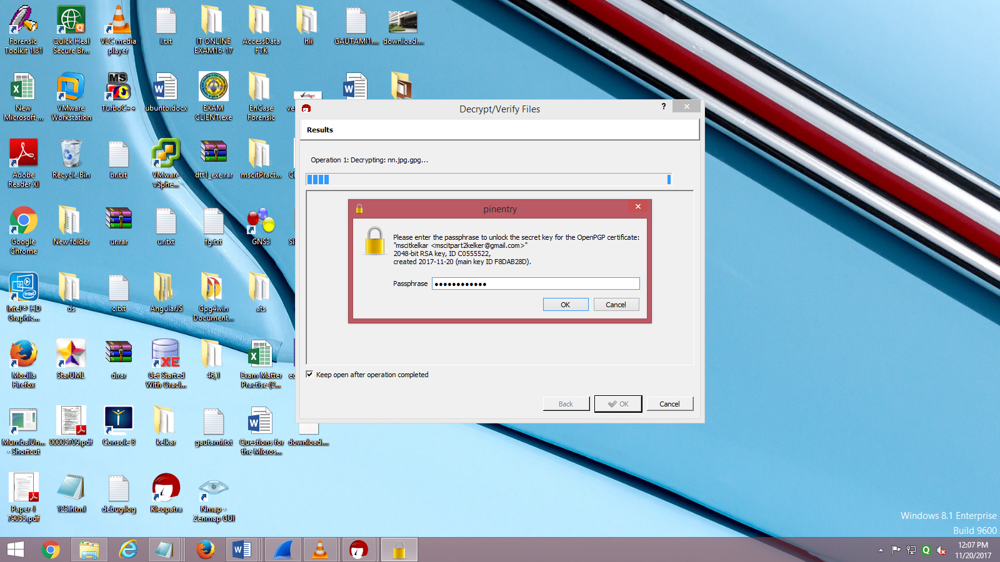 Forensic
Toolkit 1.81
Quick Heal
Secure Br...
VLC media
player
l.txt
IT ONLINE
EXAM16-17
AccessData
FTK
hii
GAUTAMI1....
download....
New
Microsoft ...
VMware
Workstation
MS
TurboC++
ubunto.docx
EXAM
CLIENT.exe
EnCase
Forensic
Adobe
Reader XI
Recycle Bin
br.txt
VMware
vSphe...
dtt1_exe.rar
mscitPract...
Google
Chrome
New folder
ur.rar
ur.txt
fg.txt
GNS3
Intel® HD
Graphic...
ds
c.txt
AngularJS
Gpg4win
Document...
ats
Mozilla
Firefox
StarUML
d.rar
XE
Get Started
With Oracl...
46,1
Exam Matter
Practise (2...
MumbaiUn...
- Shortcut
00005709.pdf
Console 8
kelkar
gautami.txt
Questions for
the Micros...
download....
Paper-I
79055.pdf
123.html
debug.log
Kleopatra
Nmap -
Zenmap GUI
Decrypt/Verify Files
?
Results
Operation 1: Decrypting: nn.jpg.gpg...
pinentry
Please enter the passphrase to unlock the secret key for the OpenPGP certificate:
"mscitkelkar <mscitpart2kelker@gmail.com>"
2048-bit RSA key, ID C0555522,
created 2017-11-20 (main key ID F8DAB28D).
Passphrase ●●●●●●●●●●●●
OK
Cancel
Keep open after operation completed
Back
OK
Cancel
Windows 8.1 Enterprise
Build 9600
12:07 PM
11/20/2017